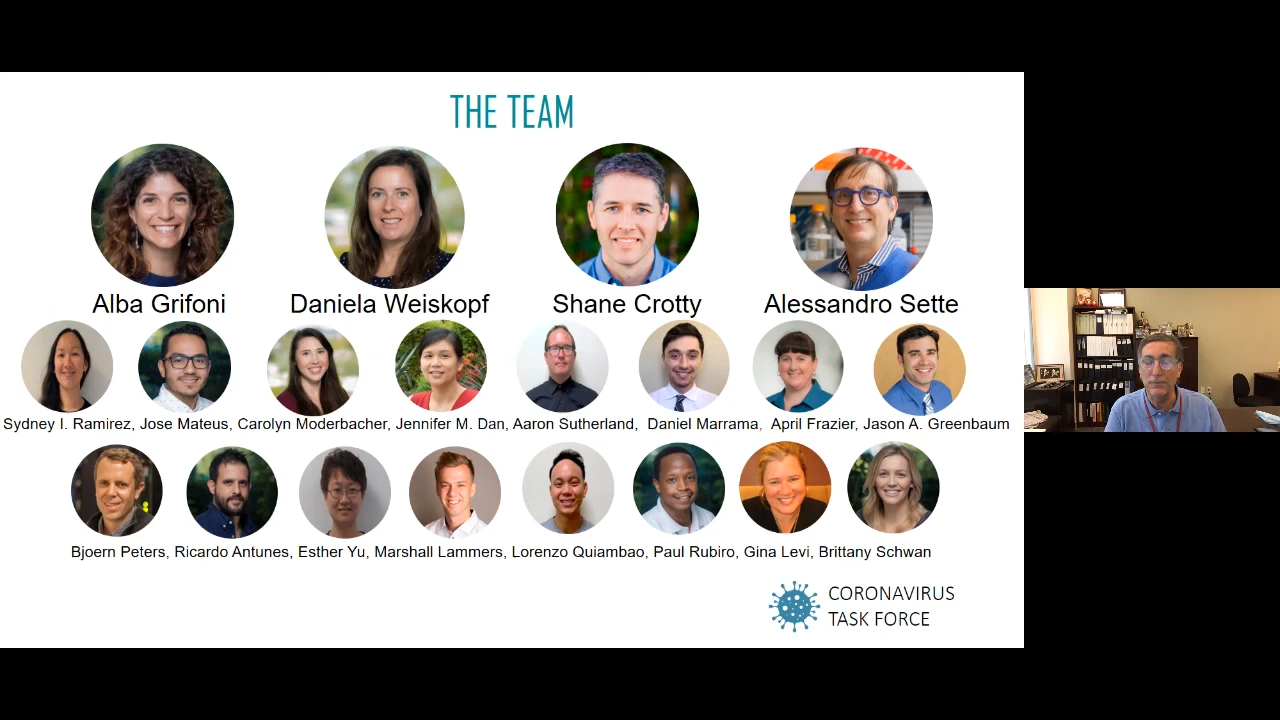 THE TEAM
Alba Grifoni
Daniela Weiskopf
Shane Crotty
Alessandro Sette
Sydney I. Ramirez, Jose Mateus, Carolyn Moderbacher, Jennifer M. Dan, Aaron Sutherland, Daniel Marrama, April Frazier, Jason A. Greenbaum
Bjoern Peters, Ricardo Antunes, Esther Yu, Marshall Lammers, Lorenzo Quiambao, Paul Rubiro, Gina Levi, Brittany Schwan
CORONAVIRUS
TASK FORCE